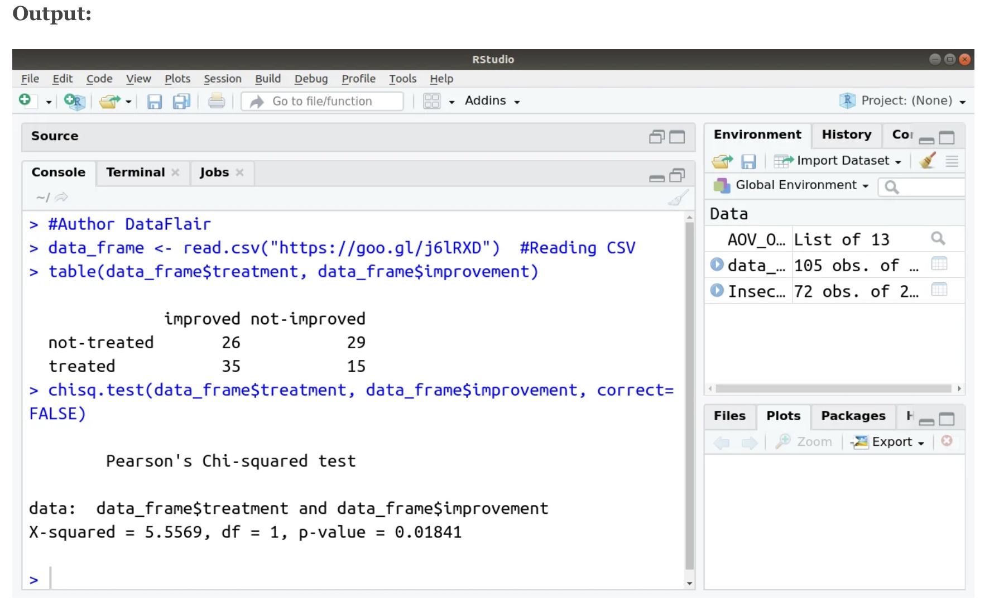 Output:
RStudio
File Edit Code View Plots Session Build Debug Profile Tools Help
Go to file/function Addins Project: (None)
Source
Console Terminal Jobs
~/
> #Author DataFlair
> data_frame <- read.csv("https://goo.gl/j6lRXD")  #Reading CSV
> table(data_frame$treatment, data_frame$improvement)
improved not-improved
not-treated 26 29
treated 35 15
> chisq.test(data_frame$treatment, data_frame$improvement, correct=
FALSE)
Pearson's Chi-squared test
data:  data_frame$treatment and data_frame$improvement
X-squared = 5.5569, df = 1, p-value = 0.01841
>
Environment History Co
Import Dataset
Global Environment
Data
AOV_O… List of 13
data_… 105 obs. of …
Insec… 72 obs. of 2…
Files Plots Packages H
Zoom Export